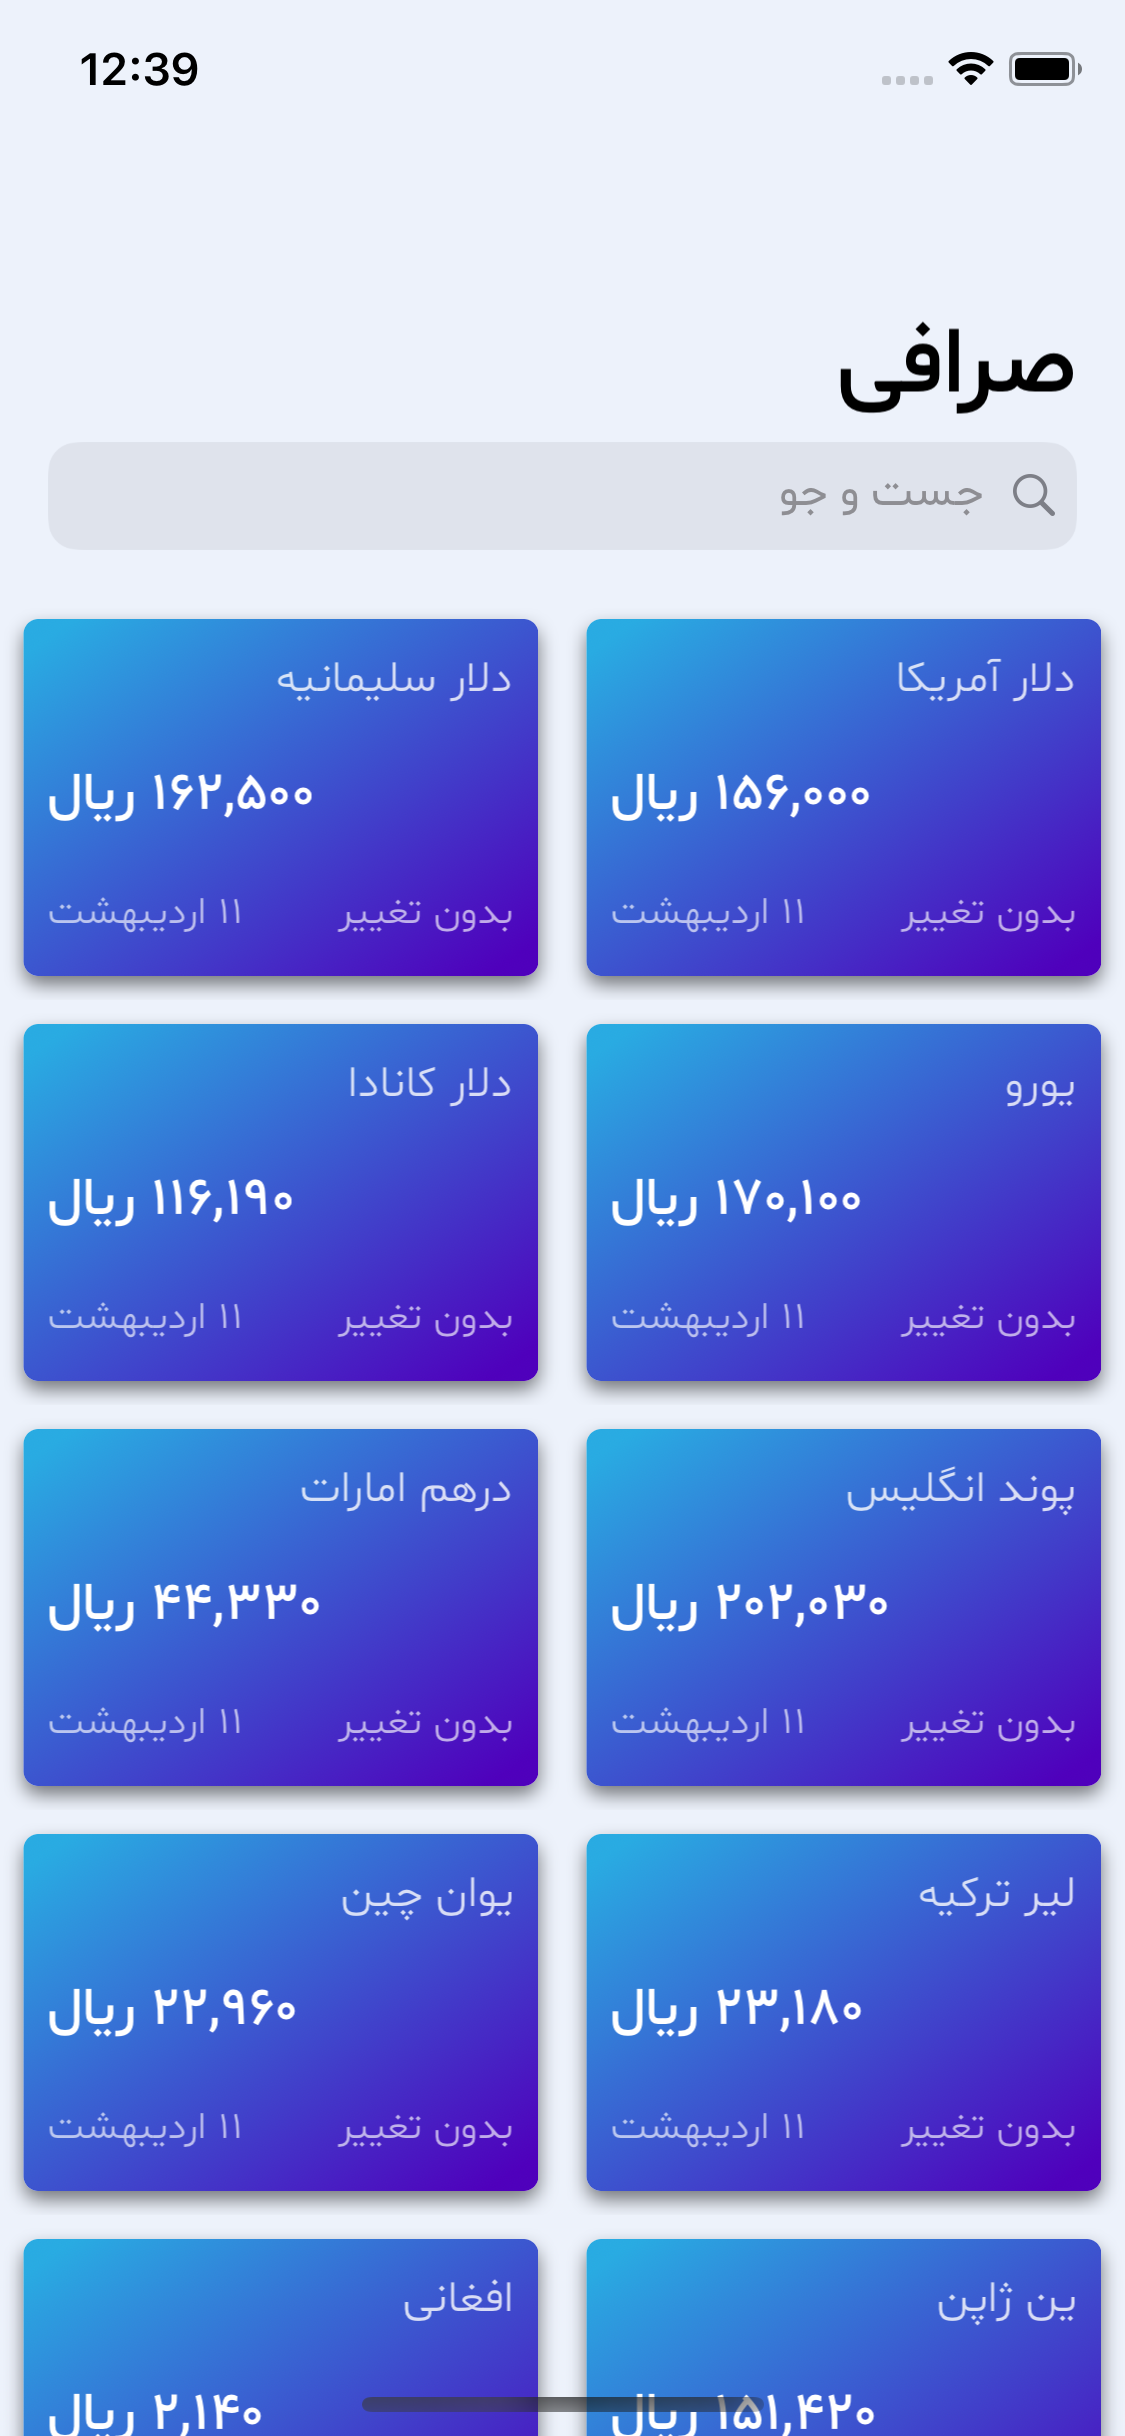 12:39
صرافی
جست و جو
دلار آمریکا
۱۵۶,۰۰۰ ریال
بدون تغییر
۱۱ اردیبهشت
دلار سلیمانیه
۱۶۲,۵۰۰ ریال
بدون تغییر
۱۱ اردیبهشت
یورو
۱۷۰,۱۰۰ ریال
بدون تغییر
۱۱ اردیبهشت
دلار کانادا
۱۱۶,۱۹۰ ریال
بدون تغییر
۱۱ اردیبهشت
پوند انگلیس
۲۰۲,۰۳۰ ریال
بدون تغییر
۱۱ اردیبهشت
درهم امارات
۴۴,۳۳۰ ریال
بدون تغییر
۱۱ اردیبهشت
لیر ترکیه
۲۳,۱۸۰ ریال
بدون تغییر
۱۱ اردیبهشت
یوان چین
۲۲,۹۶۰ ریال
بدون تغییر
۱۱ اردیبهشت
ین ژاپن
۱۵۱,۴۲۰ ریال
افغانی
۲,۱۴۰ ریال